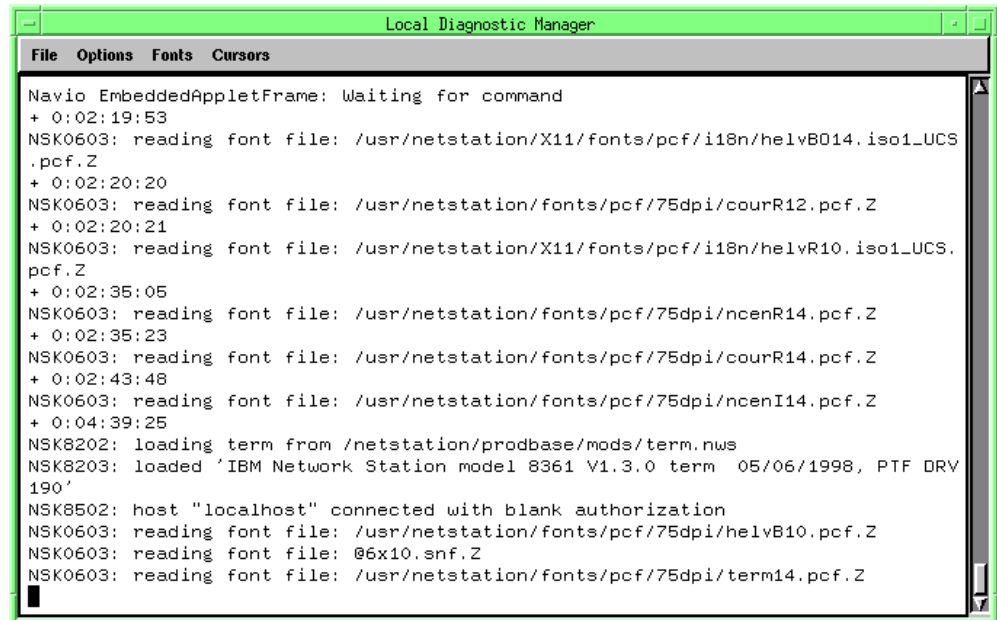 Local Diagnostic Manager
File Options Fonts Cursors
Navio EmbeddedAppletFrame: Waiting for command
+ 0:02:19:53
NSK0603: reading font file: /usr/netstation/X11/fonts/pcf/i18n/helvBO14.iso1_UCS
.pcf.Z
+ 0:02:20:20
NSK0603: reading font file: /usr/netstation/fonts/pcf/75dpi/courR12.pcf.Z
+ 0:02:20:21
NSK0603: reading font file: /usr/netstation/X11/fonts/pcf/i18n/helvR10.iso1_UCS.
pcf.Z
+ 0:02:35:05
NSK0603: reading font file: /usr/netstation/fonts/pcf/75dpi/ncenR14.pcf.Z
+ 0:02:35:23
NSK0603: reading font file: /usr/netstation/fonts/pcf/75dpi/courR14.pcf.Z
+ 0:02:43:48
NSK0603: reading font file: /usr/netstation/fonts/pcf/75dpi/ncenI14.pcf.Z
+ 0:04:39:25
NSK8202: loading term from /netstation/prodbase/mods/term.nws
NSK8203: loaded 'IBM Network Station model 8361 V1.3.0 term  05/06/1998, PTF DRV
190'
NSK8502: host "localhost" connected with blank authorization
NSK0603: reading font file: /usr/netstation/fonts/pcf/75dpi/helvB10.pcf.Z
NSK0603: reading font file: @6x10.snf.Z
NSK0603: reading font file: /usr/netstation/fonts/pcf/75dpi/term14.pcf.Z